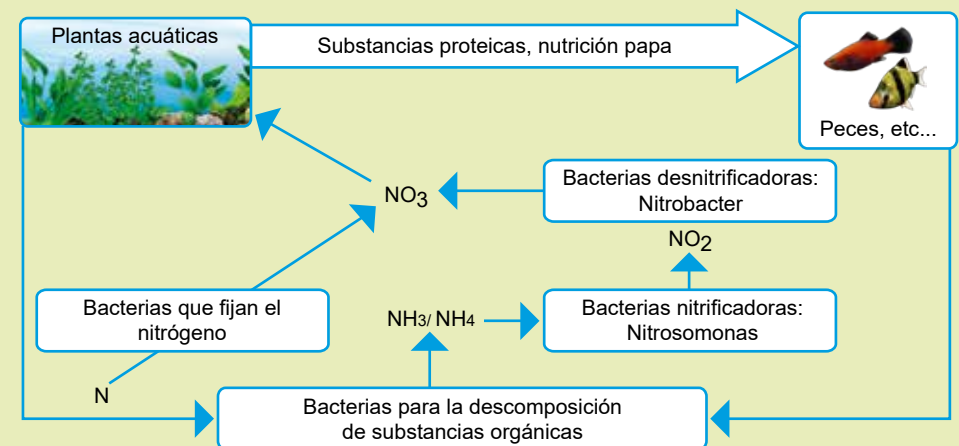 Plantas acuáticas
Substancias proteicas, nutrición papa
Peces, etc...
Bacterias desnitrificadoras:
Nitrobacter
NO3
NO2
Bacterias que fijan el
nitrógeno
NH3/ NH4
Bacterias nitrificadoras:
Nitrosomonas
N
Bacterias para la descomposición
de substancias orgánicas